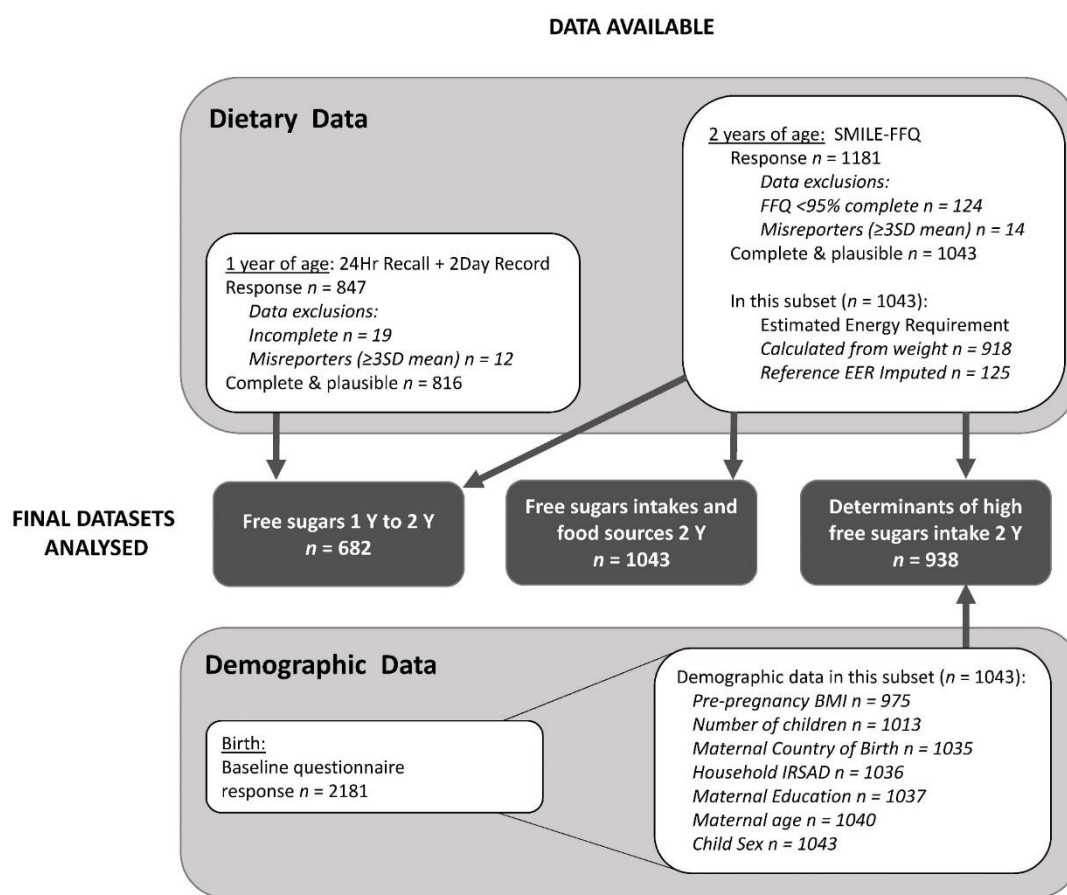 DATA AVAILABLE
Dietary Data
1 year of age: 24Hr Recall + 2Day Record
Response n = 847
Data exclusions:
Incomplete n = 19
Misreporters (≥3SD mean) n = 12
Complete & plausible n = 816
2 years of age: SMILE-FFQ
Response n = 1181
Data exclusions:
FFQ <95% complete n = 124
Misreporters (≥3SD mean) n = 14
Complete & plausible n = 1043
In this subset (n = 1043):
Estimated Energy Requirement
Calculated from weight n = 918
Reference EER Imputed n = 125
FINAL DATASETS
ANALYSED
Free sugars 1 Y to 2 Y
n = 682
Free sugars intakes and
food sources 2 Y
n = 1043
Determinants of high
free sugars intake 2 Y
n = 938
Demographic Data
Birth:
Baseline questionnaire
response n = 2181
Demographic data in this subset (n = 1043):
Pre-pregnancy BMI n = 975
Number of children n = 1013
Maternal Country of Birth n = 1035
Household IRSAD n = 1036
Maternal Education n = 1037
Maternal age n = 1040
Child Sex n = 1043